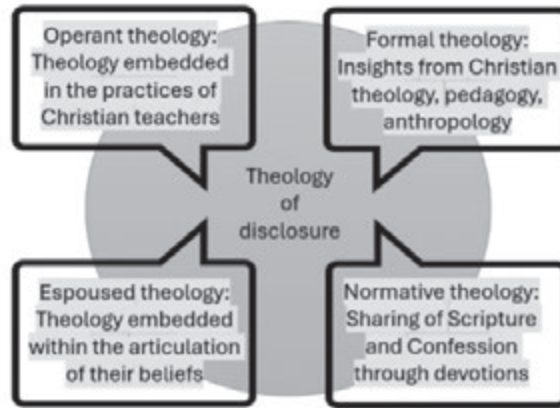 Operant theology:
Theology embedded
in the practices of
Christian teachers
Formal theology:
Insights from Christian
theology, pedagogy,
anthropology
Theology
of
disclosure
Espoused theology:
Theology embedded
within the articulation
of their beliefs
Normative theology:
Sharing of Scripture
and Confession
through devotions